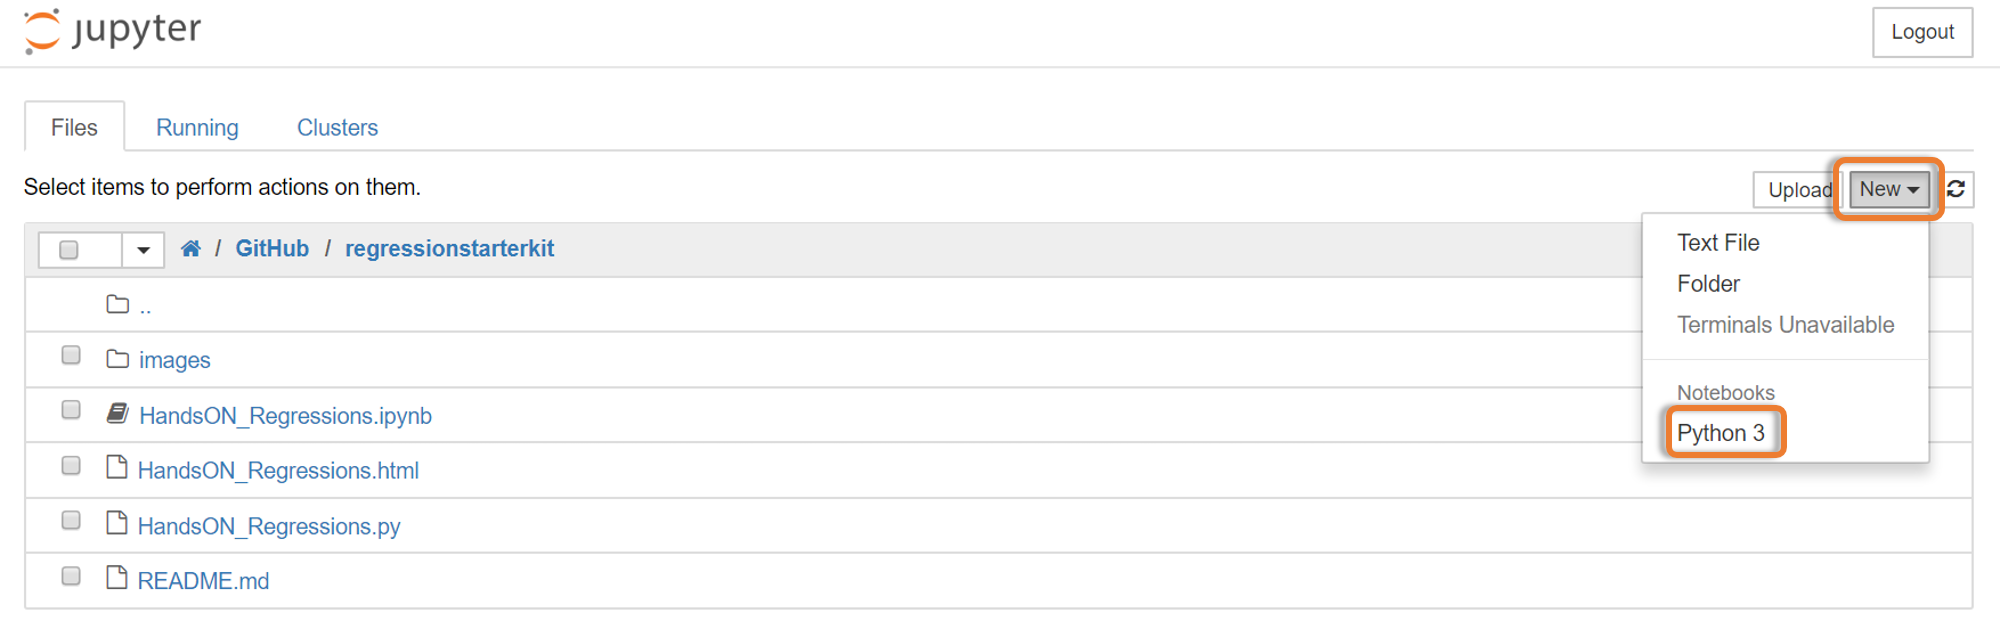 jupyter
Logout
Files Running Clusters
Select items to perform actions on them.
Upload New
/ GitHub / regressionstarterkit
Text File
Folder
Terminals Unavailable
Notebooks
Python 3
..
images
HandsON_Regressions.ipynb
HandsON_Regressions.html
HandsON_Regressions.py
README.md